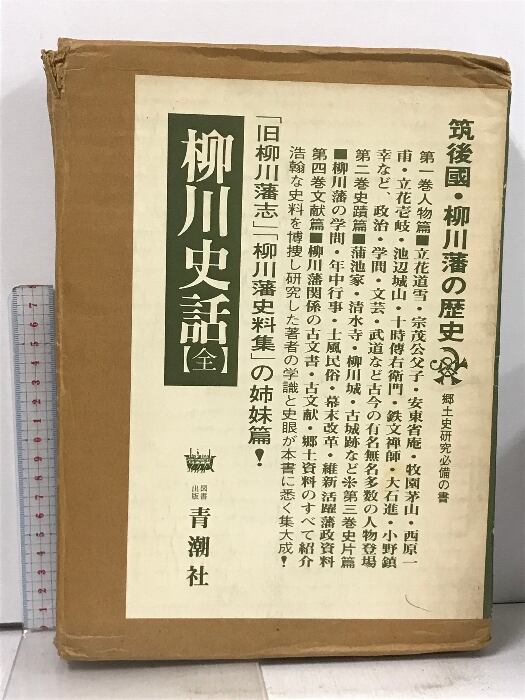 筑後國・柳川藩の歴史
郷土史研究必備の書
第一巻人物篇■立花道雪・宗茂公父子・安東省庵・牧園茅山・西原一
甫・立花壱岐・池辺城山・十時傳右衛門・鉄文禅師・大石進・小野鎮
幸など、政治・学問・文芸・武道など古今の有名無名多数の人物登場
第二巻史蹟篇■蒲池家・清水寺・柳川城・古城跡など※第三巻史片篇
■柳川藩の学問・年中行事・士風民俗・幕末改革・維新活躍藩政資料
第四巻文献篇■柳川藩関係の古文書・古文献・郷土資料のすべて紹介
浩瀚な史料を博捜し研究した著者の学識と史眼が本書に悉く集大成！
「旧柳川藩志」「柳川藩史料集」の姉妹篇！
柳川史話【全】
図書
出版
青潮社